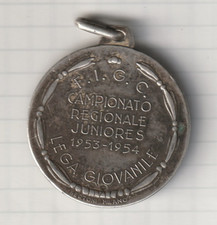 F.I.G.C.
CAMPIONATO
REGIONALE
JUNIORES
1953-1954
LEGA GIOVANILE